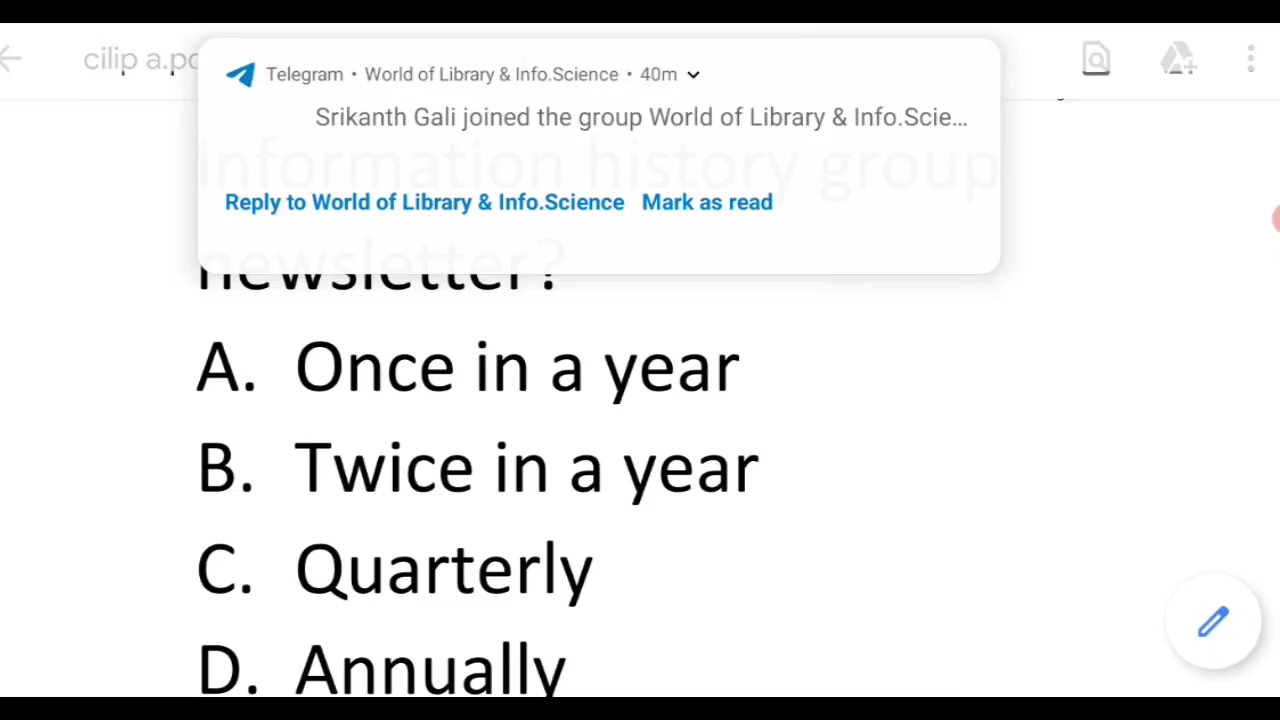 cilip a.pd
Telegram • World of Library & Info.Science • 40m
Srikanth Gali joined the group World of Library & Info.Scie...
information history group
Reply to World of Library & Info.Science Mark as read
newsletter?
A. Once in a year
B. Twice in a year
C. Quarterly
D. Annually